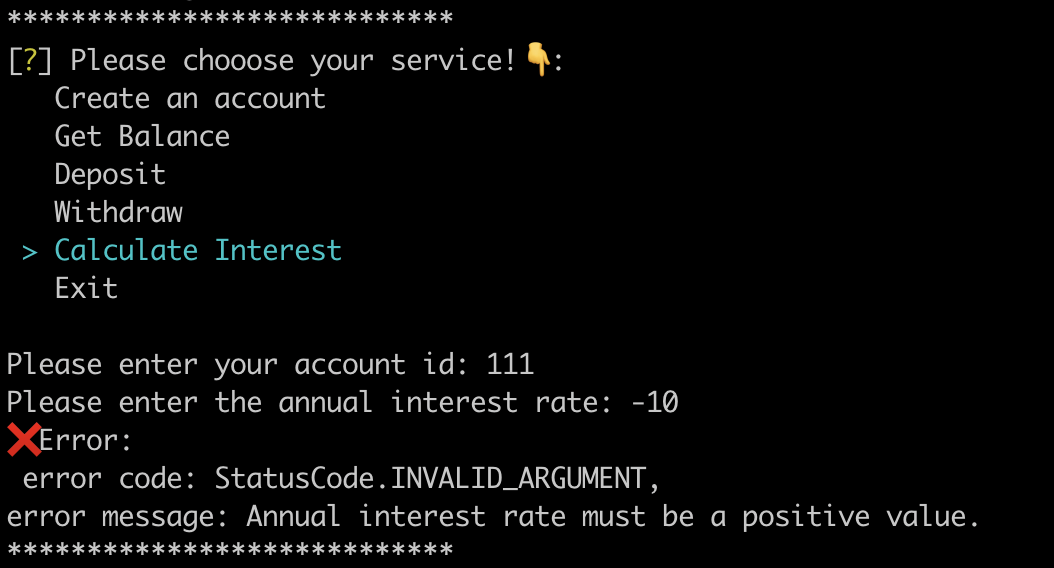 ****************************
[?] Please chooose your service!👇:
Create an account
Get Balance
Deposit
Withdraw
> Calculate Interest
Exit
Please enter your account id: 111
Please enter the annual interest rate: -10
❌Error:
error code: StatusCode.INVALID_ARGUMENT,
error message: Annual interest rate must be a positive value.
****************************